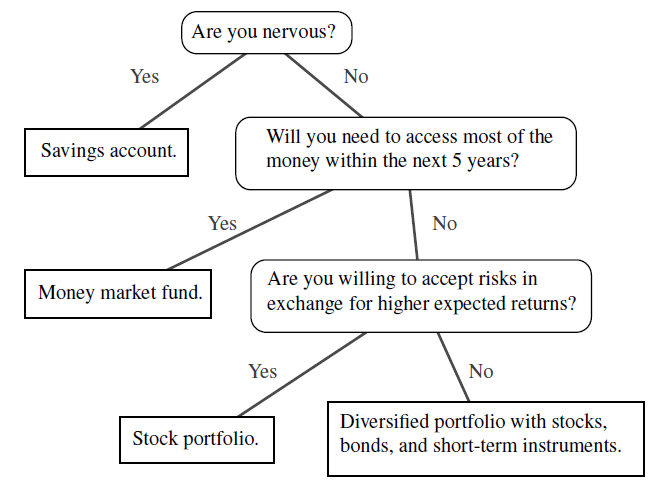 Are you nervous?
Yes
No
Savings account.
Will you need to access most of the
money within the next 5 years?
Yes
No
Money market fund.
Are you willing to accept risks in
exchange for higher expected returns?
Yes
No
Stock portfolio.
Diversified portfolio with stocks,
bonds, and short-term instruments.